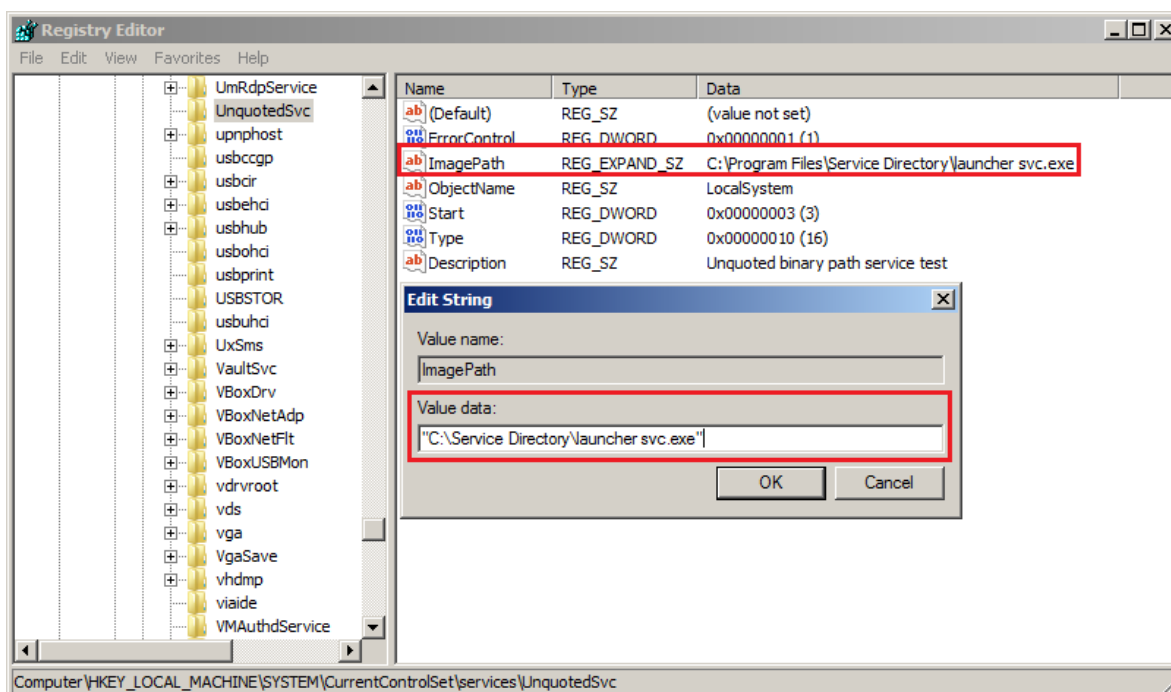 Registry Editor
File Edit View Favorites Help
UmRdpService
UnquotedSvc
upnphost
usbccgp
usbcir
usbehci
usbhub
usbohci
usbprint
USBSTOR
usbuhci
UxSms
VaultSvc
VBoxDrv
VBoxNetAdp
VBoxNetFlt
VBoxUSBMon
vdrvroot
vds
vga
VgaSave
vhdmp
viaide
VMAuthdService
Name Type Data
(Default) REG_SZ (value not set)
ErrorControl REG_DWORD 0x00000001 (1)
ImagePath REG_EXPAND_SZ C:\Program Files\Service Directory\launcher svc.exe
ObjectName REG_SZ LocalSystem
Start REG_DWORD 0x00000003 (3)
Type REG_DWORD 0x00000010 (16)
Description REG_SZ Unquoted binary path service test
Edit String
Value name:
ImagePath
Value data:
"C:\Service Directory\launcher svc.exe"
OK Cancel
Computer\HKEY_LOCAL_MACHINE\SYSTEM\CurrentControlSet\services\UnquotedSvc